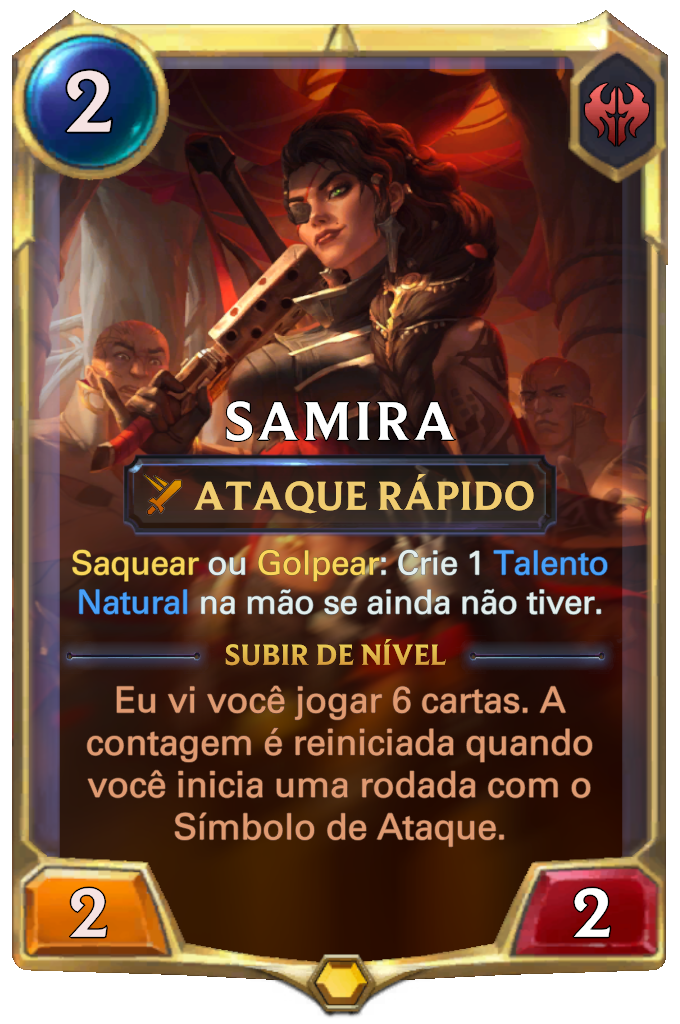 2
SAMIRA
ATAQUE RÁPIDO
Saquear ou Golpear: Crie 1 Talento
Natural na mão se ainda não tiver.
SUBIR DE NÍVEL
Eu vi você jogar 6 cartas. A
contagem é reiniciada quando
você inicia uma rodada com o
Símbolo de Ataque.
2
2